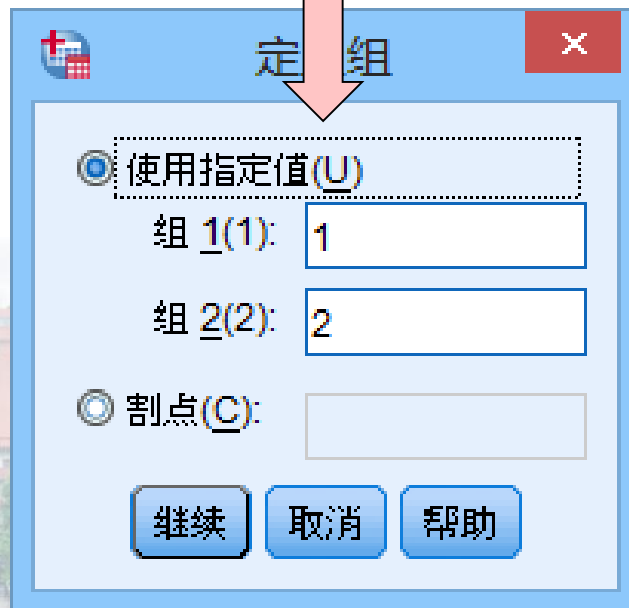 定 组
使用指定值(U)
组 1(1): 1
组 2(2): 2
割点(C):
继续 取消 帮助